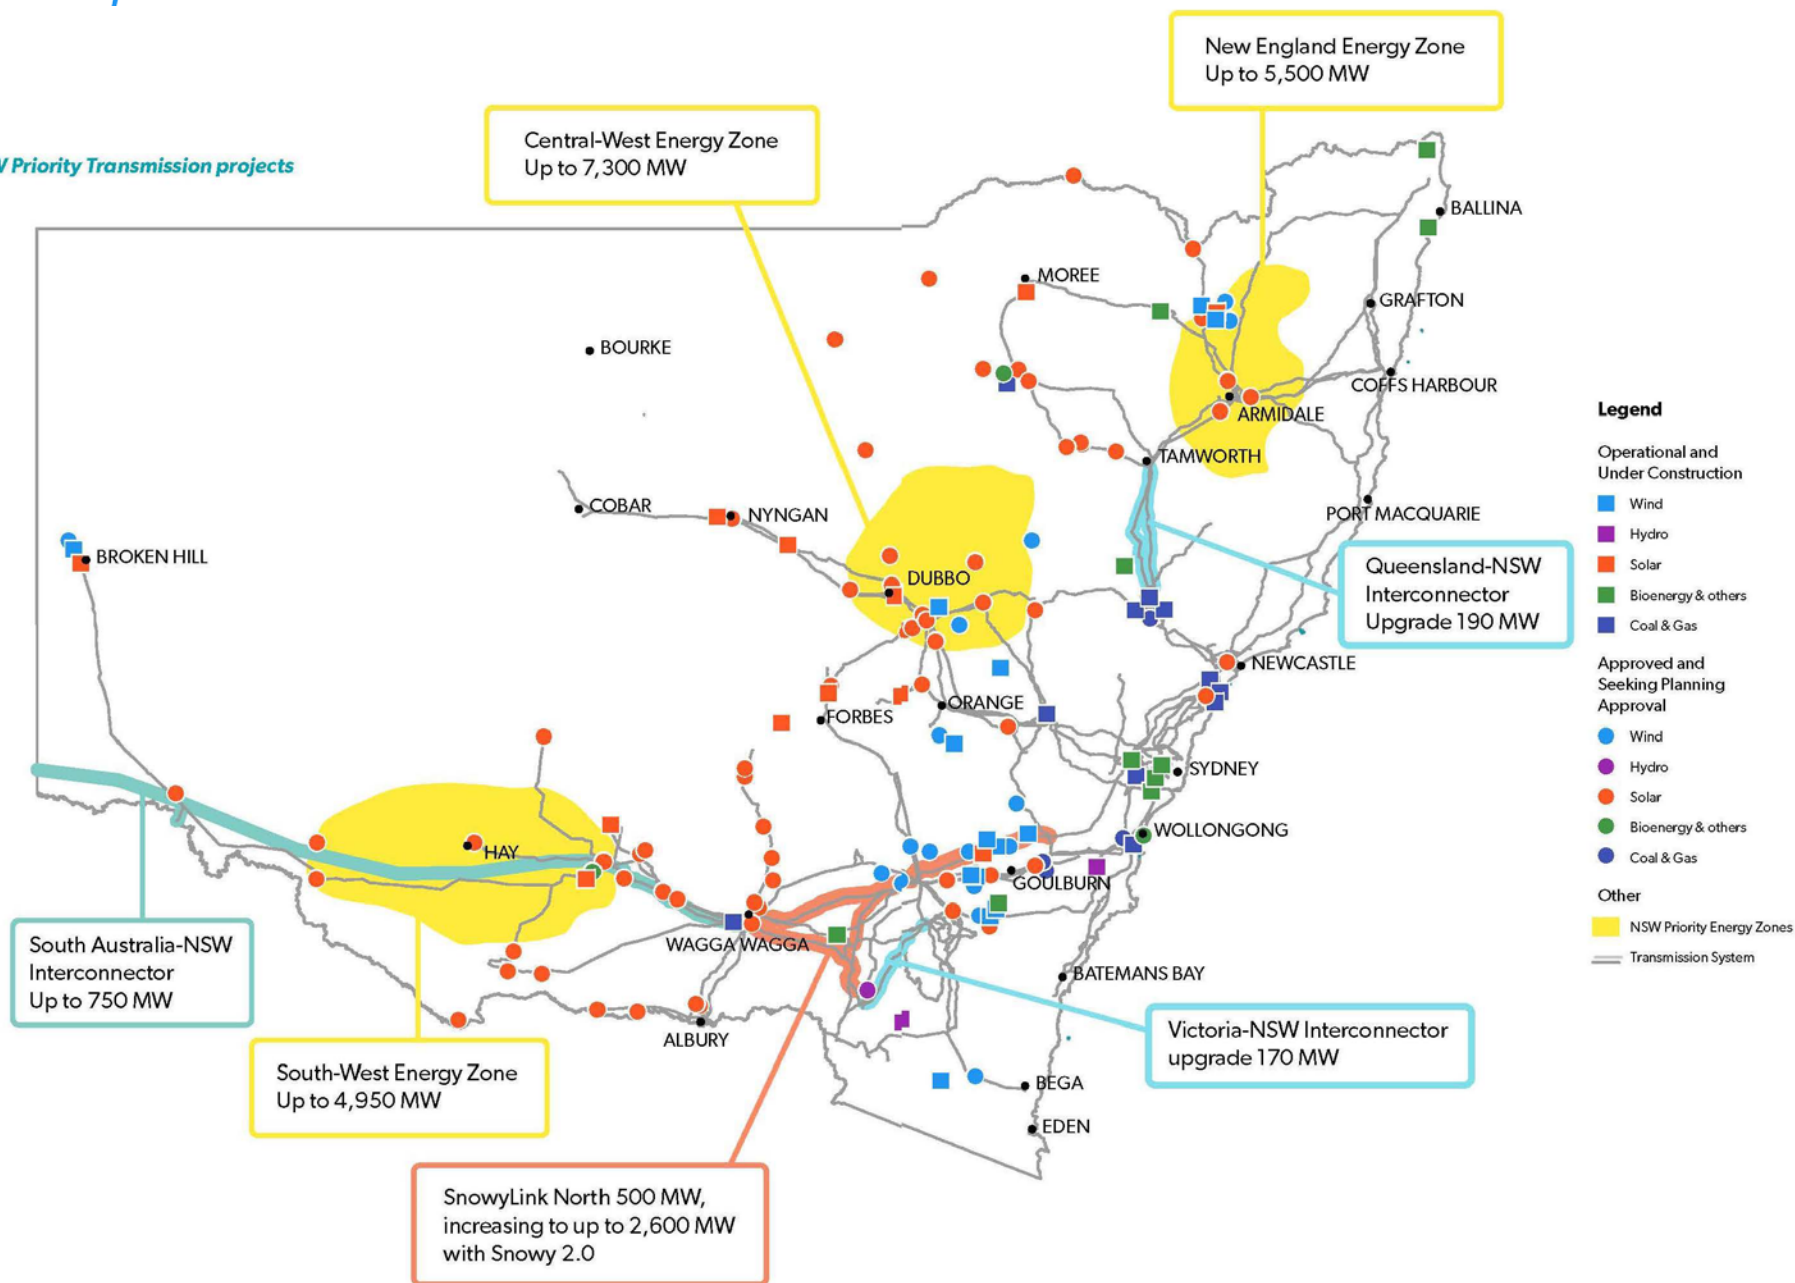 Priority Transmission projects
New England Energy Zone
Up to 5,500 MW
Central-West Energy Zone
Up to 7,300 MW
BALLINA
MOREE
GRAFTON
BOURKE
COFFS HARBOUR
ARMIDALE
TAMWORTH
COBAR
NYNGAN
PORT MACQUARIE
BROKEN HILL
DUBBO
Queensland-NSW
Interconnector
Upgrade 190 MW
NEWCASTLE
ORANGE
FORBES
SYDNEY
WOLLONGONG
HAY
GOULBURN
WAGGA WAGGA
South Australia-NSW
Interconnector
Up to 750 MW
BATEMANS BAY
ALBURY
Victoria-NSW Interconnector
upgrade 170 MW
South-West Energy Zone
Up to 4,950 MW
BEGA
EDEN
SnowyLink North 500 MW,
increasing to up to 2,600 MW
with Snowy 2.0
Legend
Operational and
Under Construction
Wind
Hydro
Solar
Bioenergy & others
Coal & Gas
Approved and
Seeking Planning
Approval
Wind
Hydro
Solar
Bioenergy & others
Coal & Gas
Other
NSW Priority Energy Zones
Transmission System